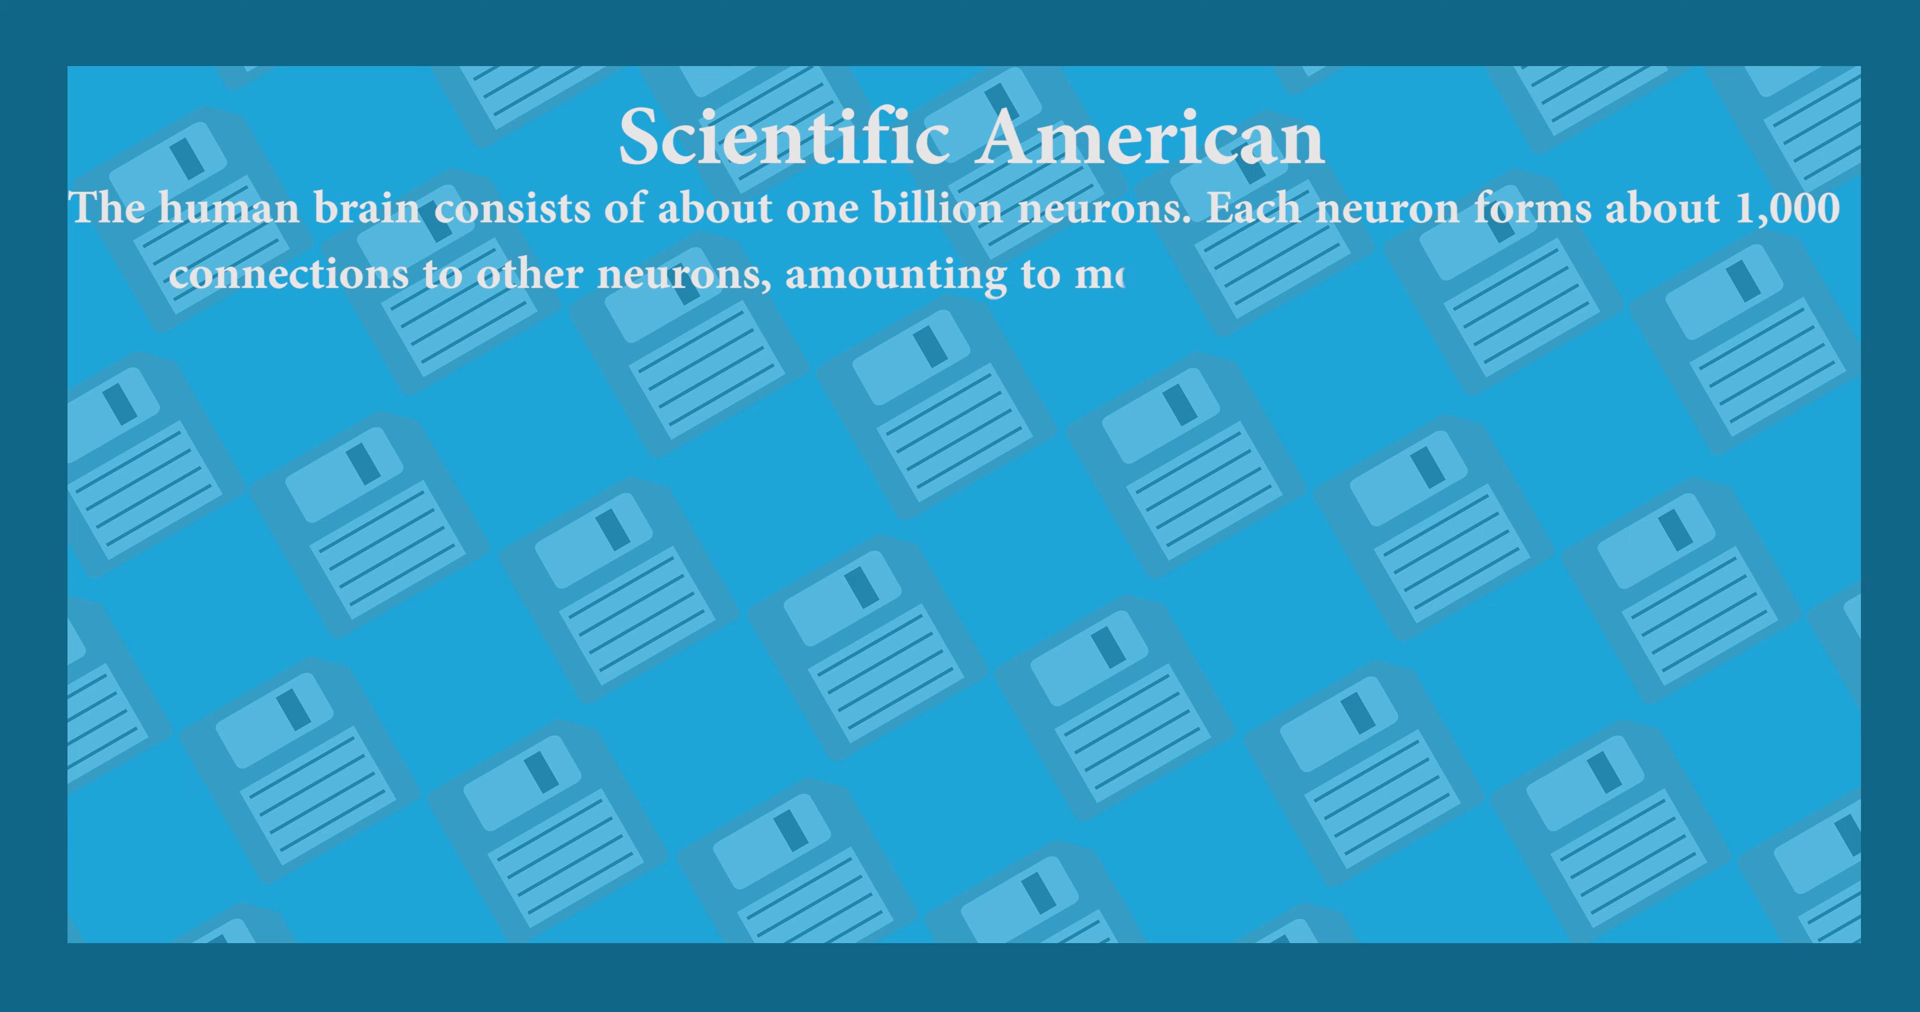 Scientific American
The human brain consists of about one billion neurons. Each neuron forms about 1,000
connections to other neurons, amounting to